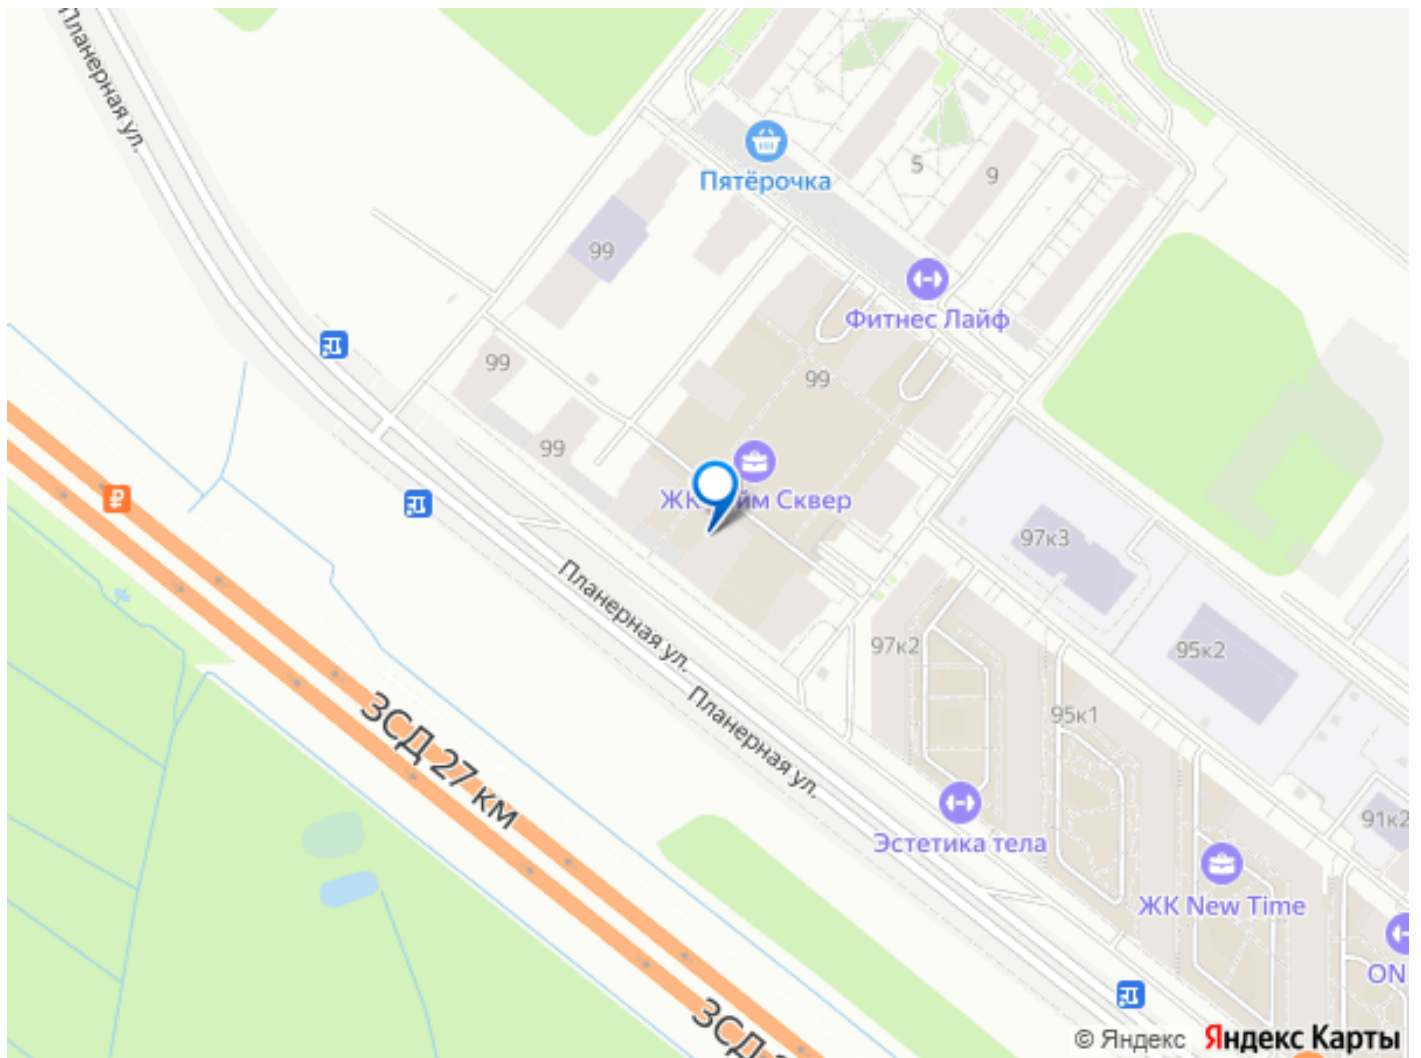 Планерная ул.
Пятёрочка
5
9
99
Фитнес Лайф
99
99
99
ЖК йм Сквер
97к3
Планерная ул.
97к2
95к2
Планерная ул.
95к1
ЗСД 27 км
91к2
Эстетика тела
ЖК New Time
ON
ЗСД
© Яндекс Яндекс Карты